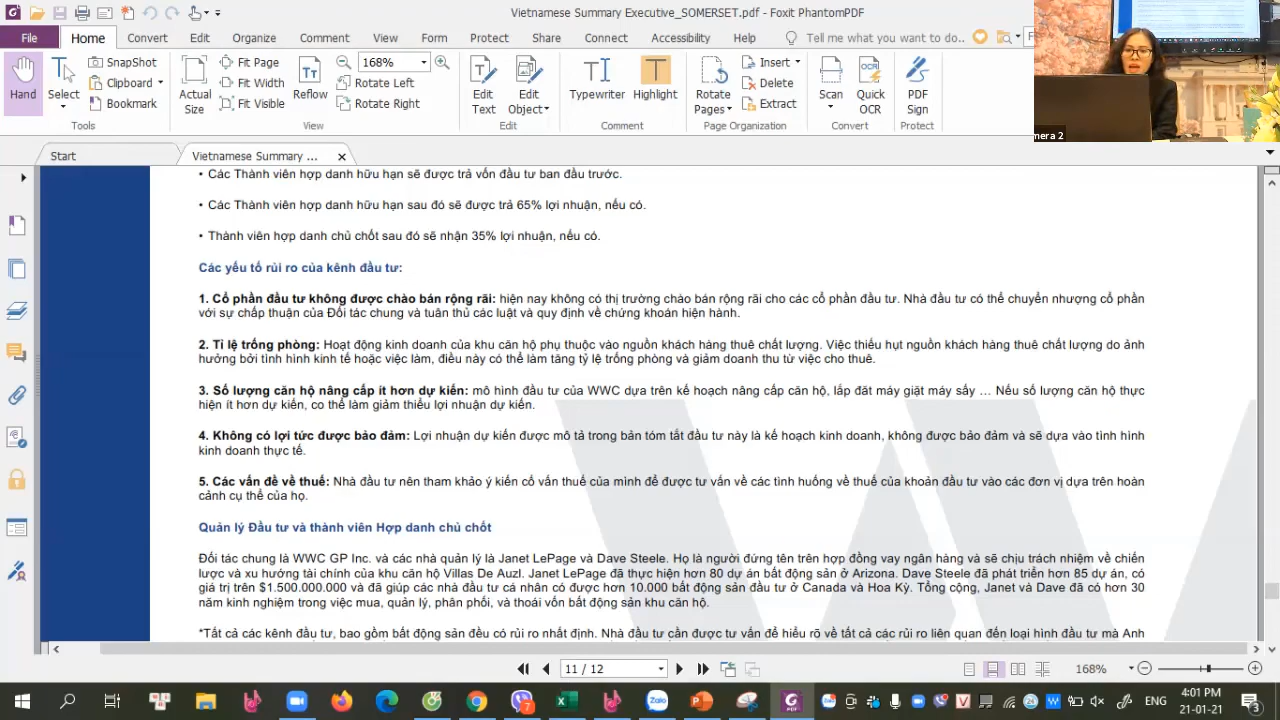 Vietnamese Summary Executive_SOMERSET.pdf - Foxit PhantomPDF
File Home Convert Edit Organize Comment View Form Protect Share Connect Accessibility Help Tell me what you want to do..
Hand
Select
SnapShot
Clipboard
Bookmark
Tools
Actual Size
Fit Page
Fit Width
Fit Visible
Reflow
168%
Rotate Left
Rotate Right
View
Edit Text
Edit Object
Edit
Typewriter
Highlight
Comment
Rotate Pages
Insert
Delete
Extract
Page Organization
Scan
Quick OCR
Convert
PDF Sign
Protect
mera 2
Start
Vietnamese Summary ...
• Các Thành viên hợp danh hữu hạn sẽ được trả vốn đầu tư ban đầu trước.
• Các Thành viên hợp danh hữu hạn sau đó sẽ được trả 65% lợi nhuận, nếu có.
• Thành viên hợp danh chủ chốt sau đó sẽ nhận 35% lợi nhuận, nếu có.
Các yếu tố rủi ro của kênh đầu tư:
1. Cổ phần đầu tư không được chào bán rộng rãi: hiện nay không có thị trường chào bán rộng rãi cho các cổ phần đầu tư. Nhà đầu tư có thể chuyển nhượng cổ phần
với sự chấp thuận của Đối tác chung và tuân thủ các luật và quy định về chứng khoán hiện hành.
2. Tỉ lệ trống phòng: Hoạt động kinh doanh của khu căn hộ phụ thuộc vào nguồn khách hàng thuê chất lượng. Việc thiếu hụt nguồn khách hàng thuê chất lượng do ảnh
hưởng bởi tình hình kinh tế hoặc việc làm, điều này có thể làm tăng tỷ lệ trống phòng và giảm doanh thu từ việc cho thuê.
3. Số lượng căn hộ nâng cấp ít hơn dự kiến: mô hình đầu tư của WWC dựa trên kế hoạch nâng cấp căn hộ, lắp đăt máy giặt máy sấy … Nếu số lượng căn hộ thực
hiện ít hơn dự kiến, co thể làm giảm thiểu lợi nhuận dự kiến.
4. Không có lợi tức được bảo đảm: Lợi nhuận dự kiến được mô tả trong bản tóm tắt đầu tư này là kế hoạch kinh doanh, không được bảo đảm và sẽ dựa vào tình hình
kinh doanh thực tế.
5. Các vấn đề về thuế: Nhà đầu tư nên tham khảo ý kiến cố vấn thuế của mình để được tư vấn về các tình huống về thuế của khoản đầu tư vào các đơn vị dựa trên hoàn
cảnh cụ thể của họ.
Quản lý Đầu tư và thành viên Hợp danh chủ chốt
Đối tác chung là WWC GP Inc. và các nhà quản lý là Janet LePage và Dave Steele. Họ là người đứng tên trên hợp đồng vay ngân hàng và sẽ chịu trách nhiệm về chiến
lược và xu hướng tài chính của khu căn hộ Villas De Auzl. Janet LePage đã thực hiện hơn 80 dự án bất động sản ở Arizona. Dave Steele đã phát triển hơn 85 dự án, có
giá trị trên $1.500.000.000 và đã giúp các nhà đầu tư cá nhân có được hơn 10.000 bất động sản đầu tư ở Canada và Hoa Kỳ. Tổng cộng, Janet và Dave đã có hơn 30
năm kinh nghiệm trong việc mua, quản lý, phân phối, và thoái vốn bất động sản khu căn hộ.
*Tất cả các kênh đầu tư, bao gồm bất động sản đều có rủi ro nhất định. Nhà đầu tư cần được tư vấn để hiểu rõ về tất cả các rủi ro liên quan đến loại hình đầu tư mà Anh
11 / 12
168%
ENG
4:01 PM
21-01-21